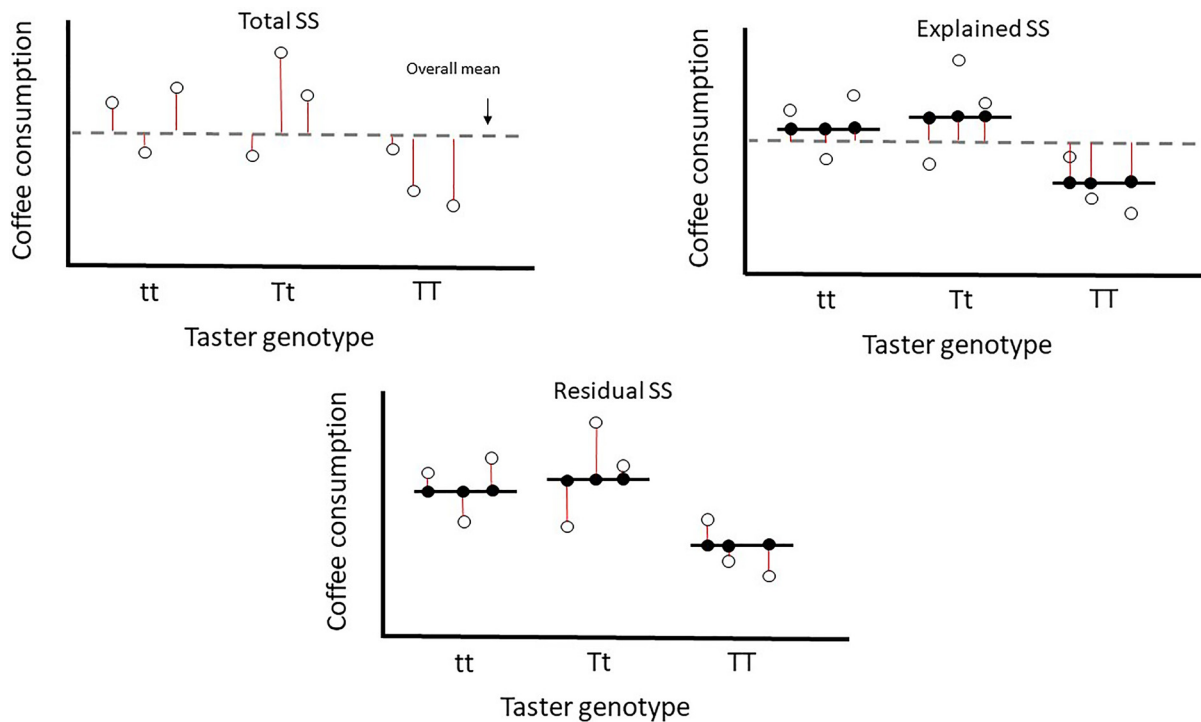 Total SS
Coffee consumption
Overall mean
tt Tt TT
Taster genotype
Explained SS
Coffee consumption
tt Tt TT
Taster genotype
Residual SS
Coffee consumption
tt Tt TT
Taster genotype